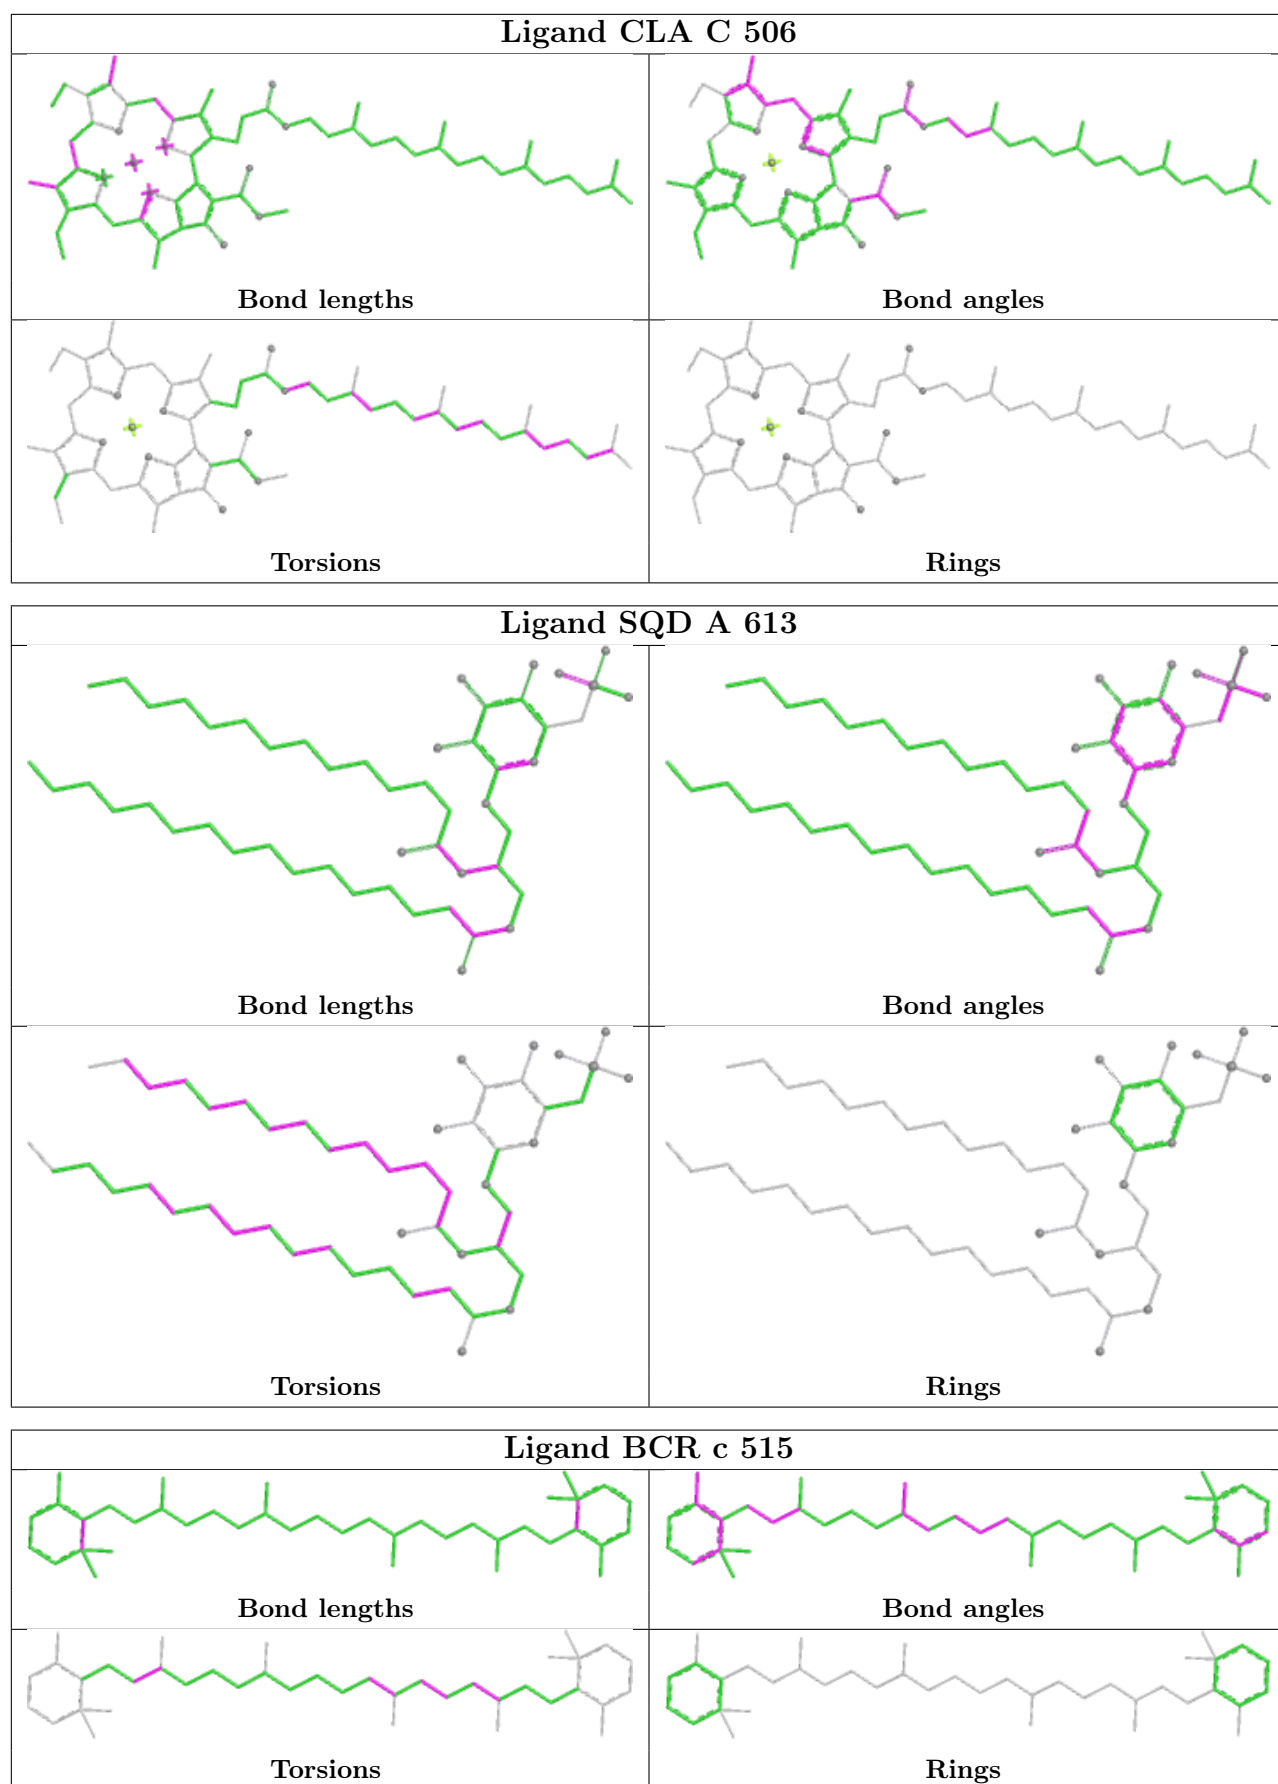 Ligand CLA C 506
Bond lengths
Bond angles
Torsions
Rings
Ligand SQD A 613
Bond lengths
Bond angles
Torsions
Rings
Ligand BCR c 515
Bond lengths
Bond angles
Torsions
Rings